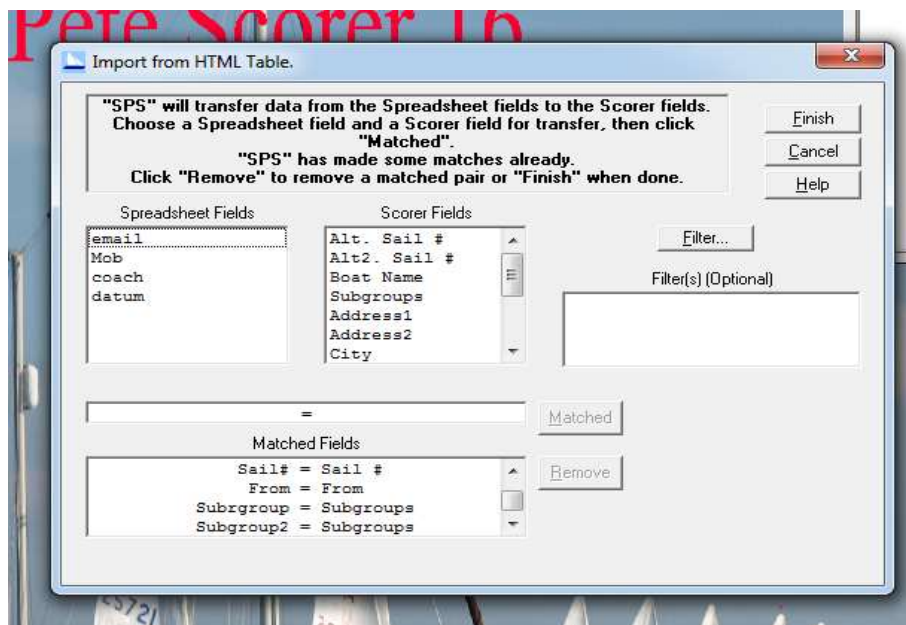 Pete Scorer 16
Import from HTML Table.
"SPS" will transfer data from the Spreadsheet fields to the Scorer fields.
Choose a Spreadsheet field and a Scorer field for transfer, then click
"Matched".
"SPS" has made some matches already.
Click "Remove" to remove a matched pair or "Finish" when done.
Finish
Cancel
Help
Spreadsheet Fields
email
Mob
coach
datum
Scorer Fields
Alt. Sail #
Alt2. Sail #
Boat Name
Subgroups
Address1
Address2
City
Filter...
Filter(s) (Optional)
=
Matched
Matched Fields
Sail# = Sail #
From = From
Subrgroup = Subgroups
Subgroup2 = Subgroups
Remove
25721